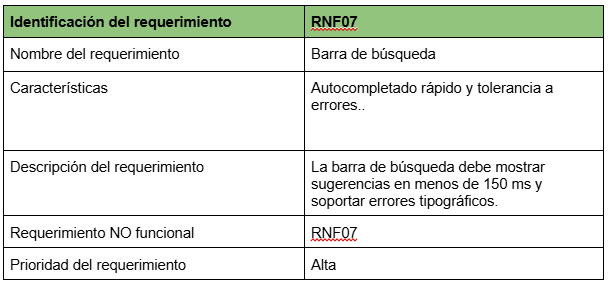 Identificación del requerimiento RNF07
Nombre del requerimiento Barra de búsqueda
Características Autocompletado rápido y tolerancia a
errores..
Descripción del requerimiento La barra de búsqueda debe mostrar
sugerencias en menos de 150 ms y
soportar errores tipográficos.
Requerimiento NO funcional RNF07
Prioridad del requerimiento Alta